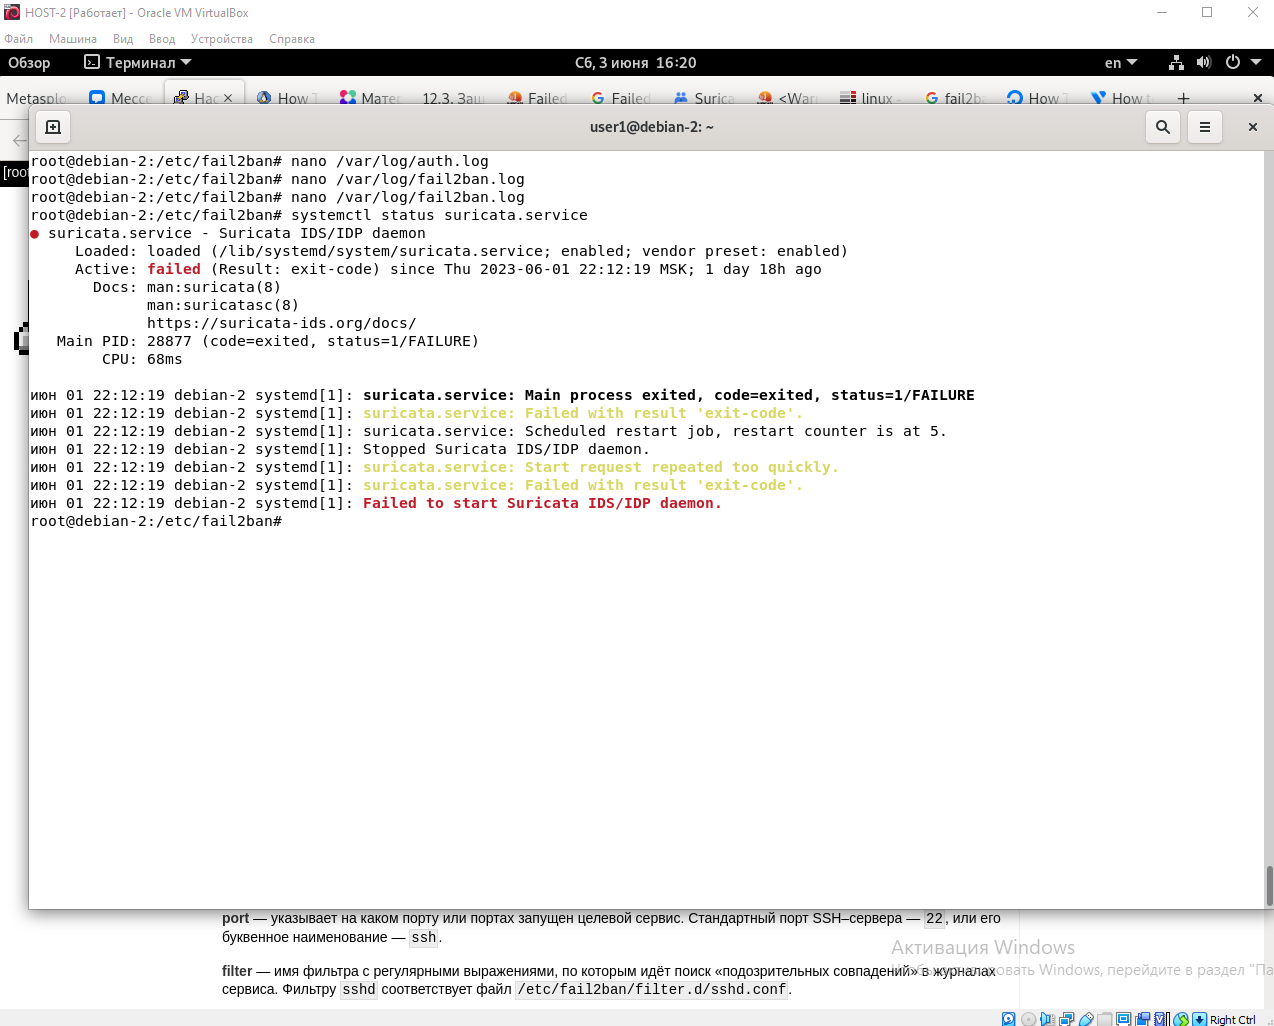 HOST-2 [Работает] - Oracle VM VirtualBox
Файл Машина Вид Ввод Устройства Справка
Обзор Терминал Сб, 3 июня 16:20 en
Metasplo Мессе Нас How T Мате 12.3. Защ Failed Failed Surica <Warn linux - fail2ba How T How to
user1@debian-2: ~
[roo
root@debian-2:/etc/fail2ban# nano /var/log/auth.log
root@debian-2:/etc/fail2ban# nano /var/log/fail2ban.log
root@debian-2:/etc/fail2ban# nano /var/log/fail2ban.log
root@debian-2:/etc/fail2ban# systemctl status suricata.service
● suricata.service - Suricata IDS/IDP daemon
Loaded: loaded (/lib/systemd/system/suricata.service; enabled; vendor preset: enabled)
Active: failed (Result: exit-code) since Thu 2023-06-01 22:12:19 MSK; 1 day 18h ago
Docs: man:suricata(8)
man:suricatasc(8)
https://suricata-ids.org/docs/
Main PID: 28877 (code=exited, status=1/FAILURE)
CPU: 68ms
июн 01 22:12:19 debian-2 systemd[1]: suricata.service: Main process exited, code=exited, status=1/FAILURE
июн 01 22:12:19 debian-2 systemd[1]: suricata.service: Failed with result 'exit-code'.
июн 01 22:12:19 debian-2 systemd[1]: suricata.service: Scheduled restart job, restart counter is at 5.
июн 01 22:12:19 debian-2 systemd[1]: Stopped Suricata IDS/IDP daemon.
июн 01 22:12:19 debian-2 systemd[1]: suricata.service: Start request repeated too quickly.
июн 01 22:12:19 debian-2 systemd[1]: suricata.service: Failed with result 'exit-code'.
июн 01 22:12:19 debian-2 systemd[1]: Failed to start Suricata IDS/IDP daemon.
root@debian-2:/etc/fail2ban#
port — указывает на каком порту или портах запущен целевой сервис. Стандартный порт SSH–сервера — 22, или его
буквенное наименование — ssh.
Активация Windows
filter — имя фильтра с регулярными выражениями, по которым идёт поиск «подозрительных совпадений» в журналах
Windows, перейдите в раздел "Па
сервиса. Фильтру sshd соответствует файл /etc/fail2ban/filter.d/sshd.conf.
Right Ctrl